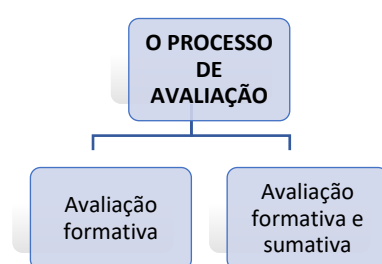 O PROCESSO
DE
AVALIAÇÃO
Avaliação
formativa
Avaliação
formativa e
sumativa